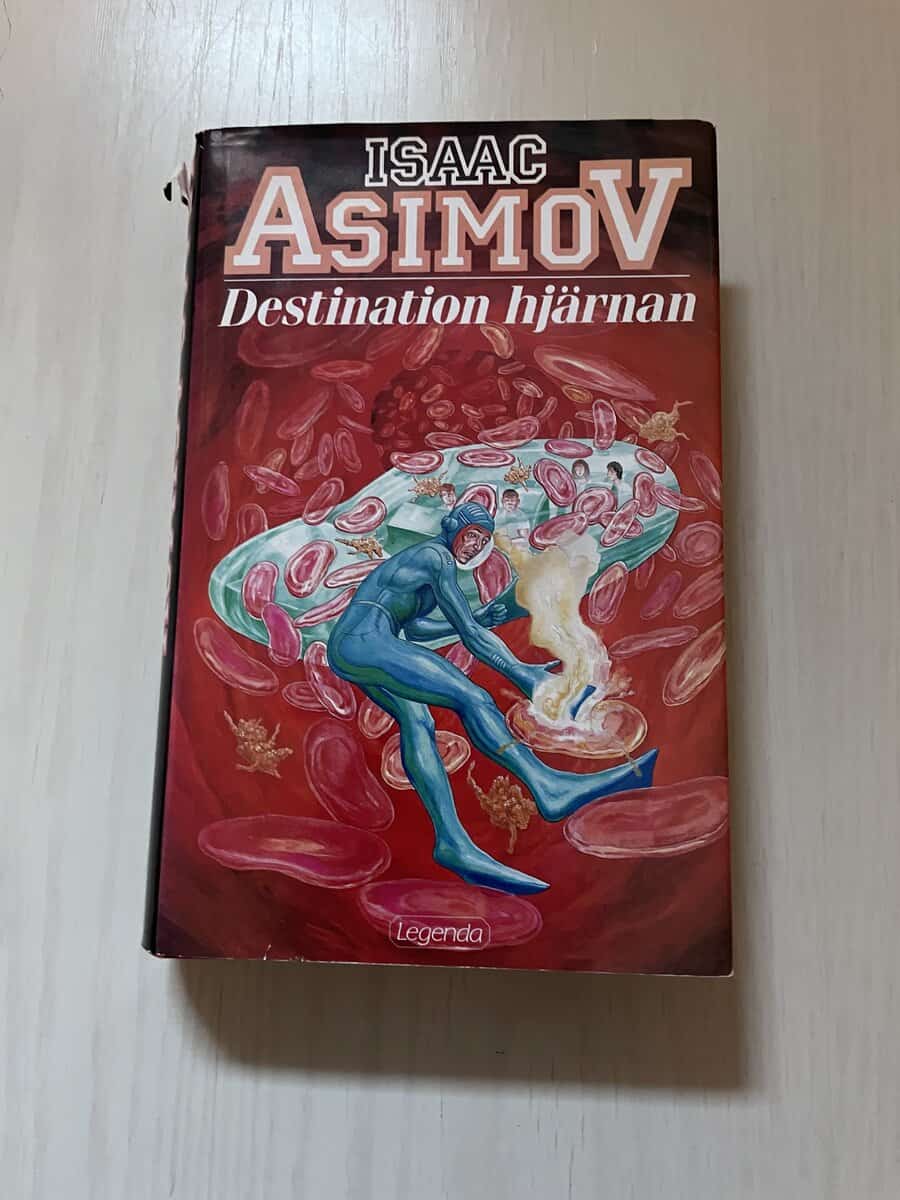 ISAAC
ASIMOV
Destination hjärnan
Legenda